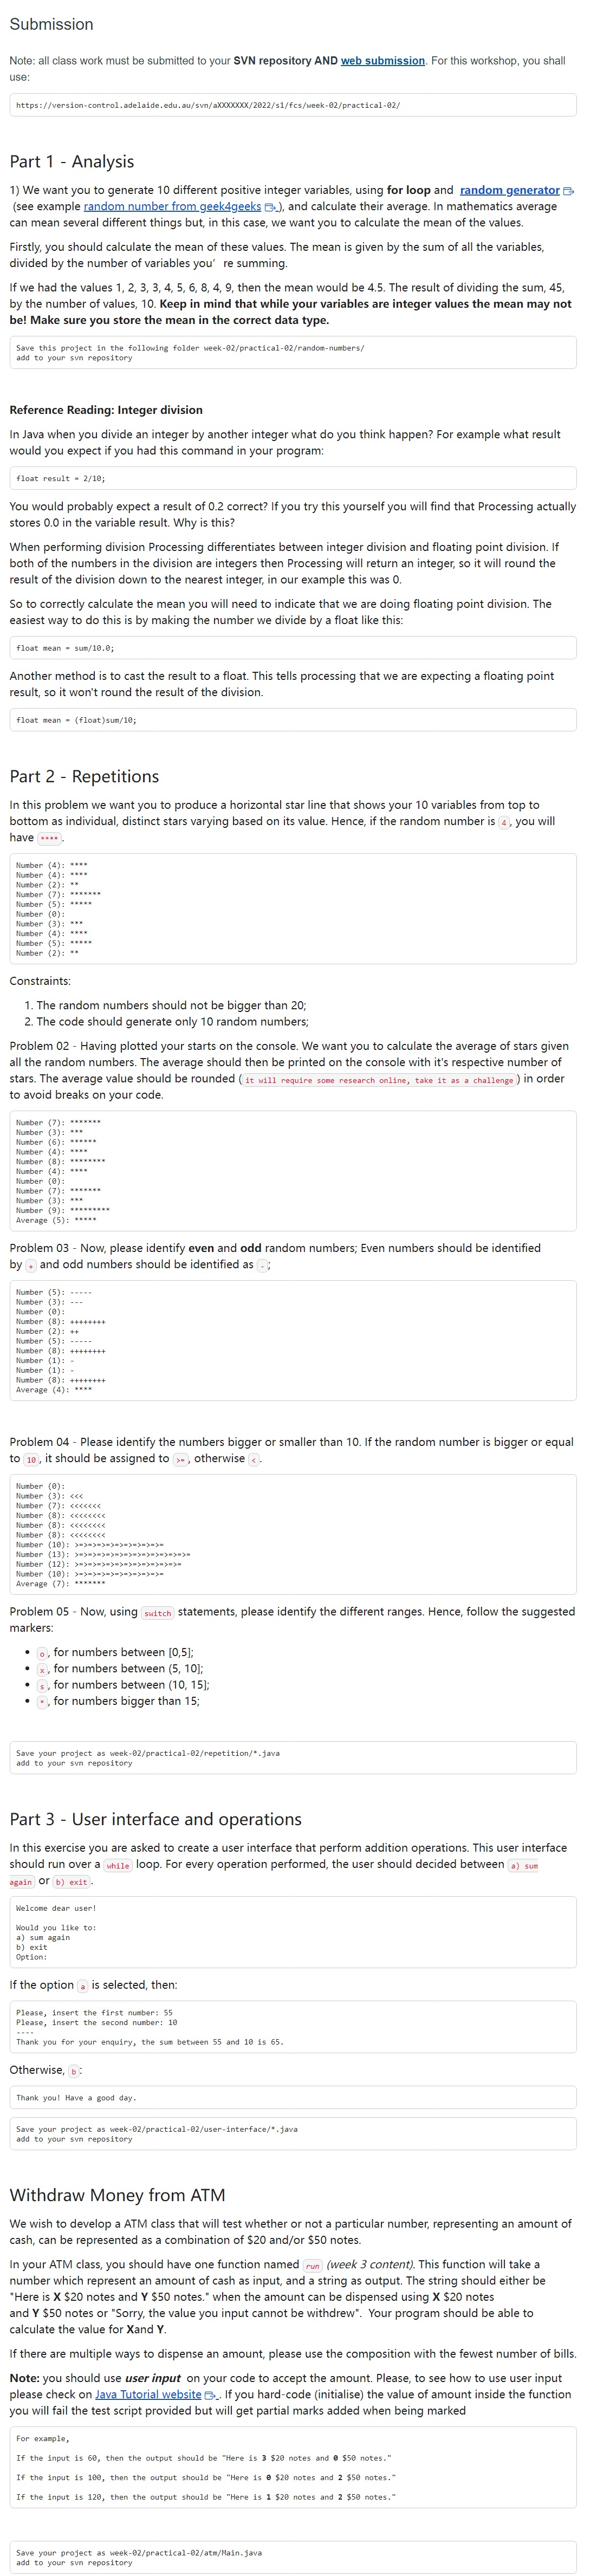 Submission
Note: all class work must be submitted to your SVN repository AND web submission. For this workshop, you shall
use:
https://version-control.adelaide.edu.au/svn/aXXXXXXX/2022/s1/fcs/week-02/practical-02/
Part 1 - Analysis
1) We want you to generate 10 different positive integer variables, using for loop and random generator
(see example random number from geek4geeks ), and calculate their average. In mathematics average
can mean several different things but, in this case, we want you to calculate the mean of the values.
Firstly, you should calculate the mean of these values. The mean is given by the sum of all the variables,
divided by the number of variables you’ re summing.
If we had the values 1, 2, 3, 3, 4, 5, 6, 8, 4, 9, then the mean would be 4.5. The result of dividing the sum, 45,
by the number of values, 10. Keep in mind that while your variables are integer values the mean may not
be! Make sure you store the mean in the correct data type.
Save this project in the following folder week-02/practical-02/random-numbers/
add to your svn repository
Reference Reading: Integer division
In Java when you divide an integer by another integer what do you think happen? For example what result
would you expect if you had this command in your program:
float result = 2/10;
You would probably expect a result of 0.2 correct? If you try this yourself you will find that Processing actually
stores 0.0 in the variable result. Why is this?
When performing division Processing differentiates between integer division and floating point division. If
both of the numbers in the division are integers then Processing will return an integer, so it will round the
result of the division down to the nearest integer, in our example this was 0.
So to correctly calculate the mean you will need to indicate that we are doing floating point division. The
easiest way to do this is by making the number we divide by a float like this:
float mean = sum/10.0;
Another method is to cast the result to a float. This tells processing that we are expecting a floating point
result, so it won't round the result of the division.
float mean = (float)sum/10;
Part 2 - Repetitions
In this problem we want you to produce a horizontal star line that shows your 10 variables from top to
bottom as individual, distinct stars varying based on its value. Hence, if the random number is 4, you will
have ****.
Number (4): ****
Number (4): ****
Number (2): **
Number (7): *******
Number (5): *****
Number (0):
Number (3): ***
Number (4): ****
Number (5): *****
Number (2): **
Constraints:
1. The random numbers should not be bigger than 20;
2. The code should generate only 10 random numbers;
Problem 02 - Having plotted your starts on the console. We want you to calculate the average of stars given
all the random numbers. The average should then be printed on the console with it's respective number of
stars. The average value should be rounded ( it will require some research online, take it as a challenge ) in order
to avoid breaks on your code.
Number (7): *******
Number (3): ***
Number (6): ******
Number (4): ****
Number (8): ********
Number (4): ****
Number (0):
Number (7): *******
Number (3): ***
Number (9): *********
Average (5): *****
Problem 03 - Now, please identify even and odd random numbers; Even numbers should be identified
by + and odd numbers should be identified as -;
Number (5): -----
Number (3): ---
Number (0):
Number (8): ++++++++
Number (2): ++
Number (5): -----
Number (8): ++++++++
Number (1): -
Number (1): -
Number (8): ++++++++
Average (4): ****
Problem 04 - Please identify the numbers bigger or smaller than 10. If the random number is bigger or equal
to 10, it should be assigned to >=, otherwise <.
Number (0):
Number (3): <<<
Number (7): <<<<<<<
Number (8): <<<<<<<<
Number (8): <<<<<<<<
Number (8): <<<<<<<<
Number (10): >=>=>=>=>=>=>=>=>=>=
Number (13): >=>=>=>=>=>=>=>=>=>=>=>=>=
Number (12): >=>=>=>=>=>=>=>=>=>=>=>=
Number (10): >=>=>=>=>=>=>=>=>=>=
Average (7): *******
Problem 05 - Now, using switch statements, please identify the different ranges. Hence, follow the suggested
markers:
• o, for numbers between [0,5];
• x, for numbers between (5, 10];
• s, for numbers between (10, 15];
• *, for numbers bigger than 15;
Save your project as week-02/practical-02/repetition/*.java
add to your svn repository
Part 3 - User interface and operations
In this exercise you are asked to create a user interface that perform addition operations. This user interface
should run over a while loop. For every operation performed, the user should decided between a) sum
again or b) exit.
Welcome dear user!
Would you like to:
a) sum again
b) exit
Option:
If the option a is selected, then:
Please, insert the first number: 55
Please, insert the second number: 10
----
Thank you for your enquiry, the sum between 55 and 10 is 65.
Otherwise, b:
Thank you! Have a good day.
Save your project as week-02/practical-02/user-interface/*.java
add to your svn repository
Withdraw Money from ATM
We wish to develop a ATM class that will test whether or not a particular number, representing an amount of
cash, can be represented as a combination of $20 and/or $50 notes.
In your ATM class, you should have one function named run (week 3 content). This function will take a
number which represent an amount of cash as input, and a string as output. The string should either be
"Here is X $20 notes and Y $50 notes." when the amount can be dispensed using X $20 notes
and Y $50 notes or "Sorry, the value you input cannot be withdrew". Your program should be able to
calculate the value for Xand Y.
If there are multiple ways to dispense an amount, please use the composition with the fewest number of bills.
Note: you should use user input on your code to accept the amount. Please, to see how to use user input
please check on Java Tutorial website . If you hard-code (initialise) the value of amount inside the function
you will fail the test script provided but will get partial marks added when being marked
For example,
If the input is 60, then the output should be "Here is 3 $20 notes and 0 $50 notes."
If the input is 100, then the output should be "Here is 0 $20 notes and 2 $50 notes."
If the input is 120, then the output should be "Here is 1 $20 notes and 2 $50 notes."
Save your project as week-02/practical-02/atm/Main.java
add to your svn repository